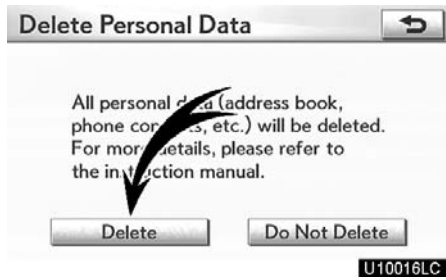 Delete Personal Data
All personal (address book,
phone etc.) will be deleted.
For more details, please refer to
the manual.
Delete
Do Not Delete
U10016LC